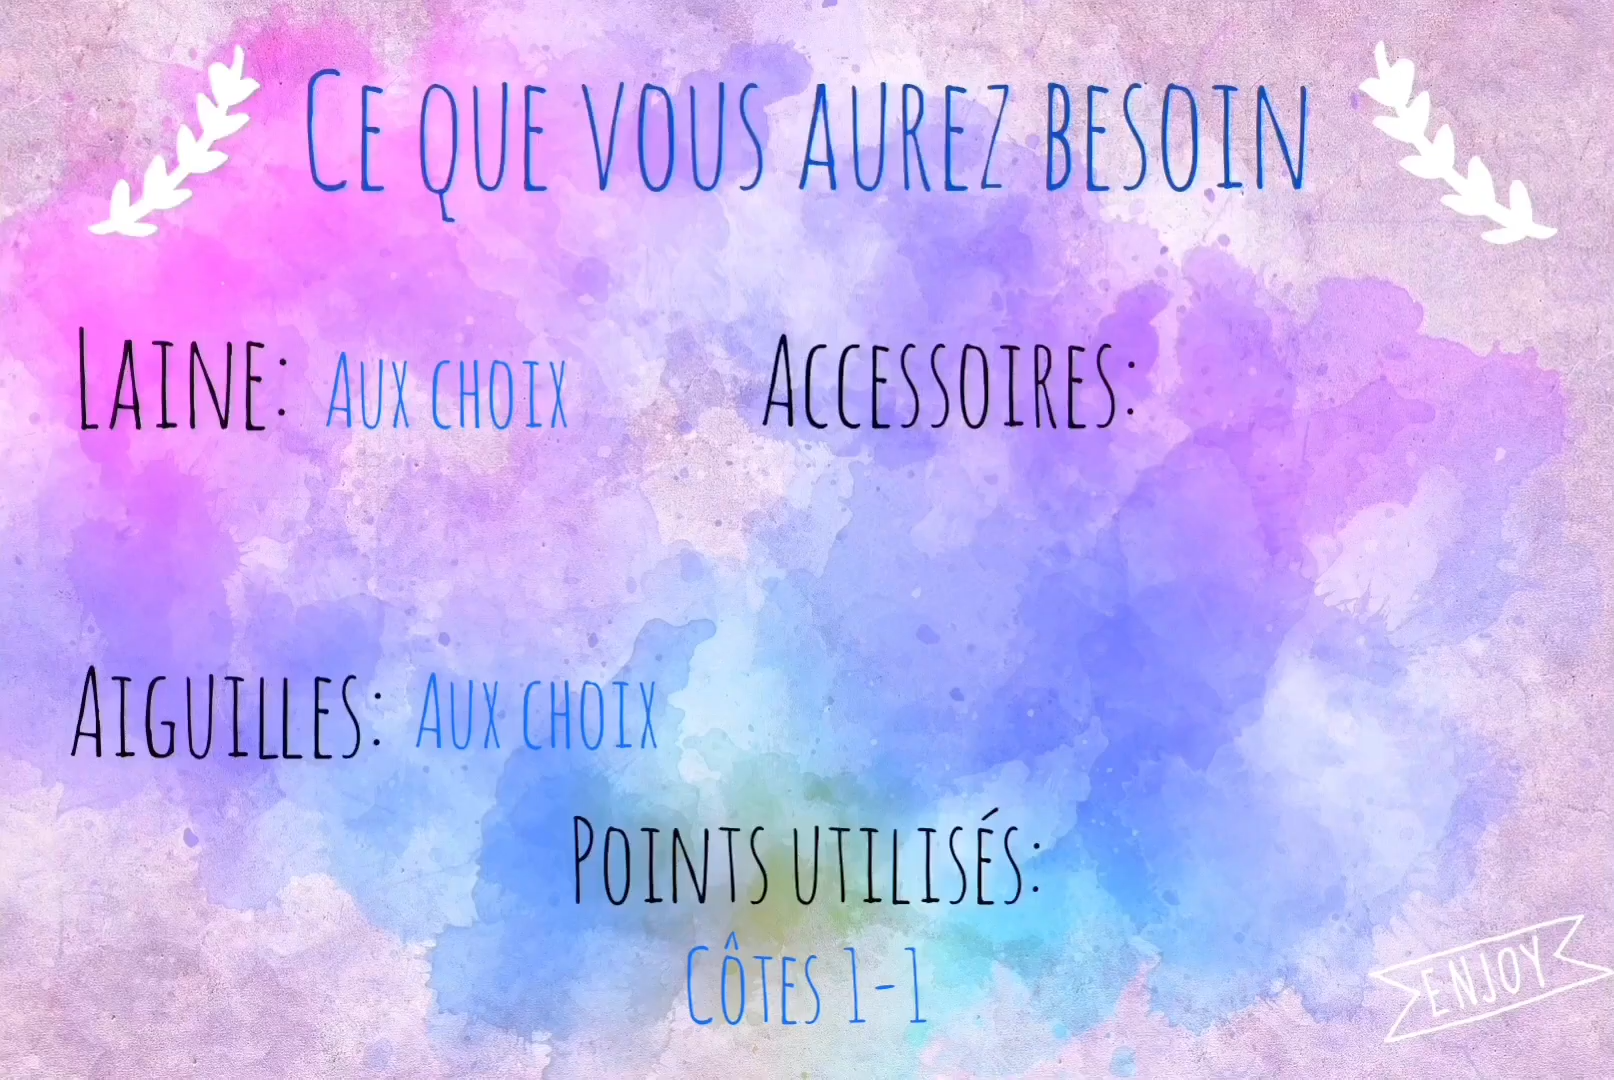 Ce que vous aurez besoin
Laine: Aux choix
Accessoires:
Aiguilles: Aux choix
Points utilisés:
Côtes 1-1
ENJOY